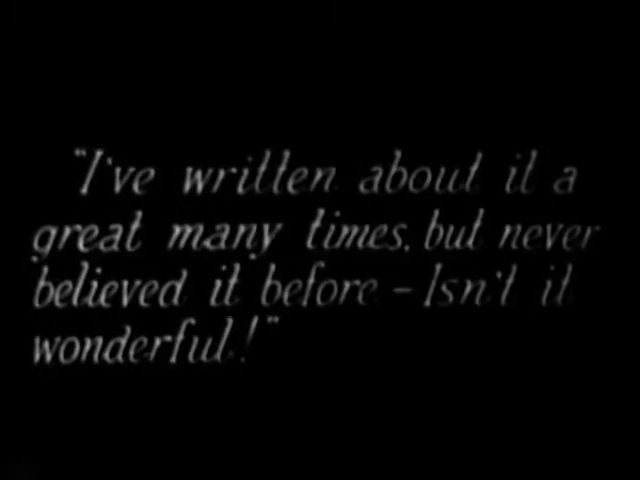 "I've written about it a
great many times, but never
believed it before - Isn't it
wonderful!"